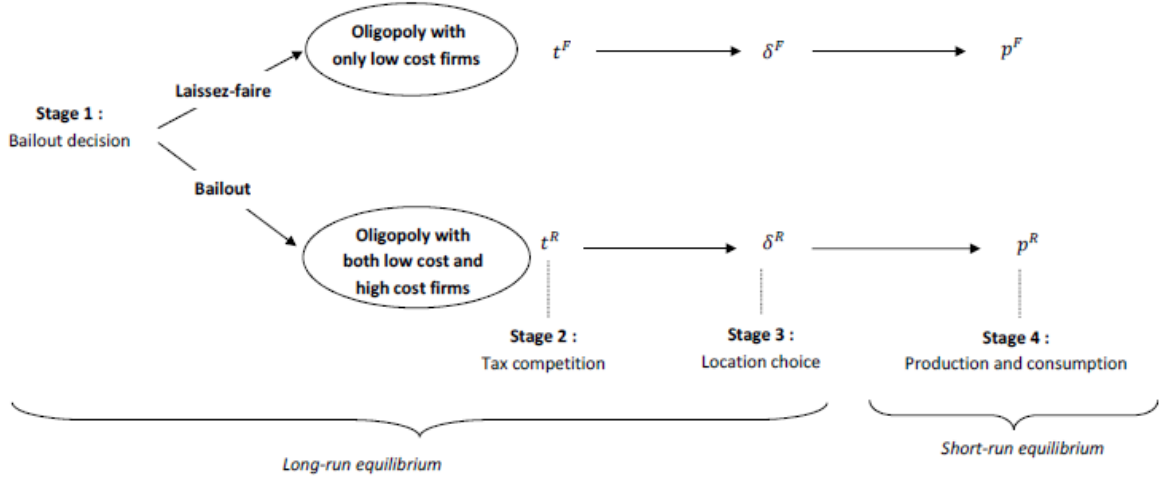 Oligopoly with
only low cost firms
t^F
δ^F
p^F
Laissez-faire
Stage 1 :
Bailout decision
Bailout
Oligopoly with
both low cost and
high cost firms
t^R
δ^R
p^R
Stage 2 :
Tax competition
Stage 3 :
Location choice
Stage 4 :
Production and consumption
Long-run equilibrium
Short-run equilibrium